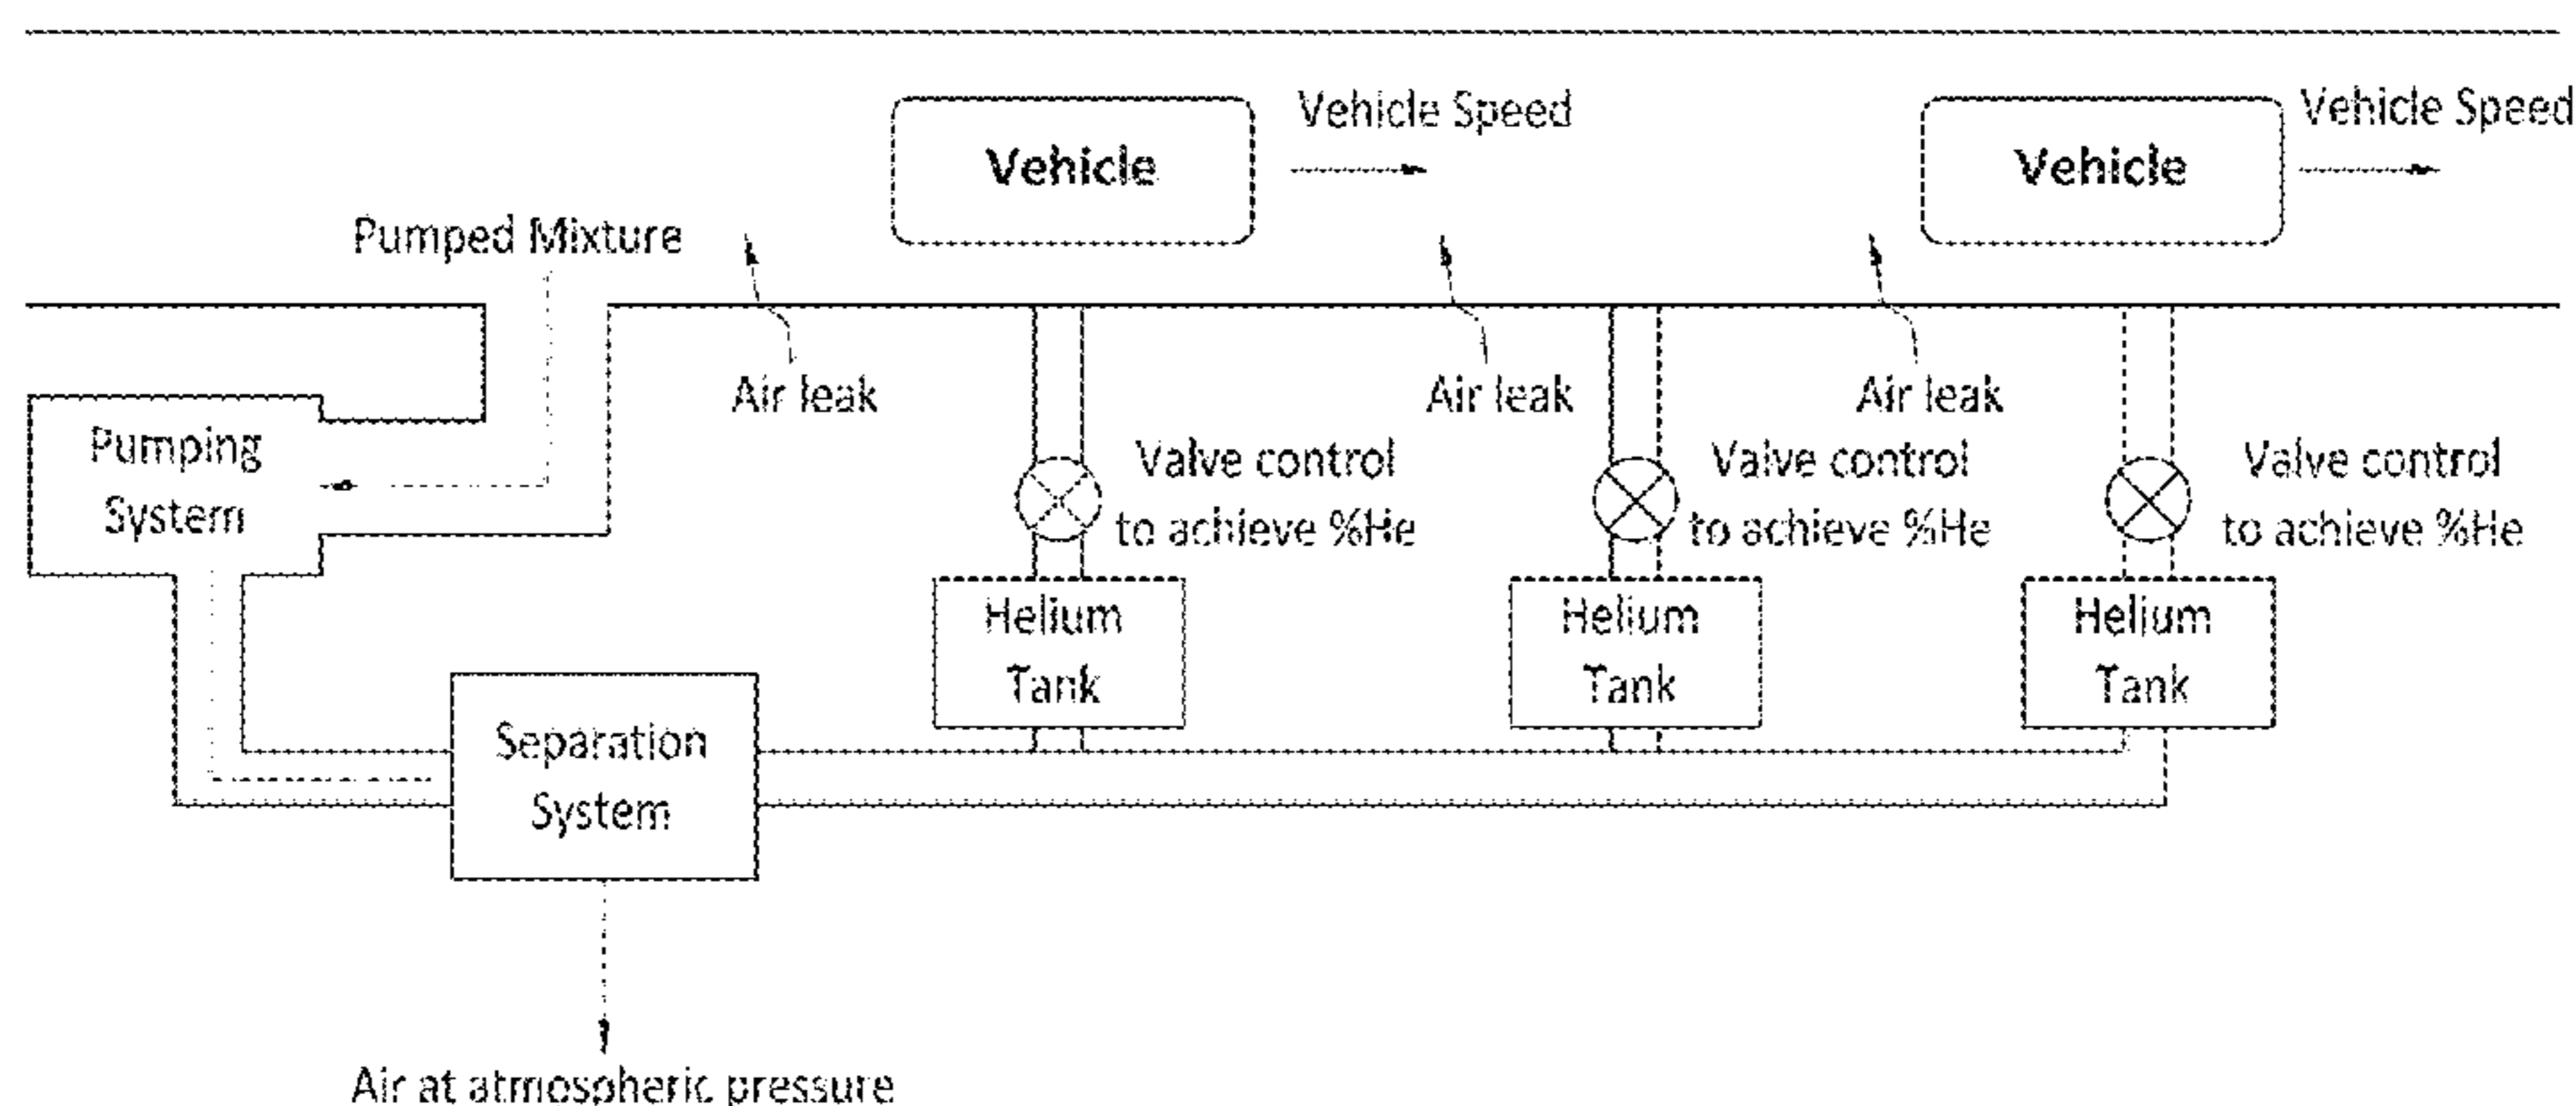 Vehicle Speed
Vehicle Speed
Vehicle
Vehicle
Pumped Mixture
Air leak
Air leak
Air leak
Pumping
System
Valve control
to achieve %He
Valve control
to achieve %He
Valve control
to achieve %He
Helium
Tank
Helium
Tank
Helium
Tank
Separation
System
Air at atmospheric pressure